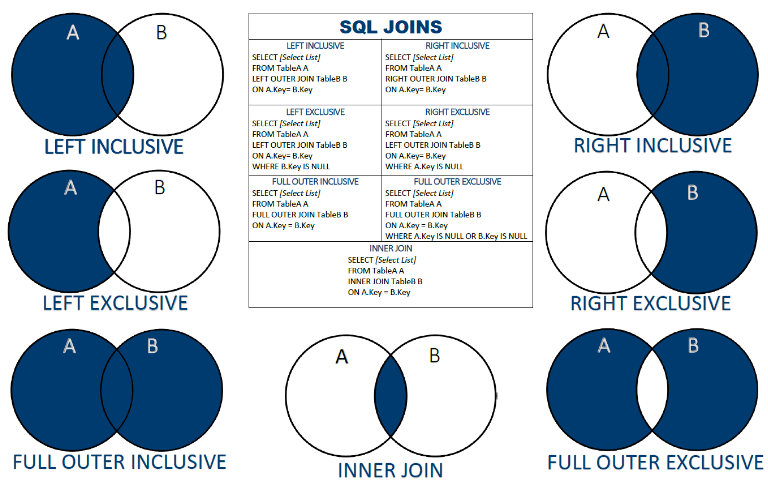 SQL JOINS
LEFT INCLUSIVE
SELECT [Select List]
FROM TableA A
LEFT OUTER JOIN TableB B
ON A.Key= B.Key
RIGHT INCLUSIVE
SELECT [Select List]
FROM TableA A
RIGHT OUTER JOIN TableB B
ON A.Key= B.Key
LEFT EXCLUSIVE
SELECT [Select List]
FROM TableA A
LEFT OUTER JOIN TableB B
ON A.Key= B.Key
WHERE B.Key IS NULL
RIGHT EXCLUSIVE
SELECT [Select List]
FROM TableA A
LEFT OUTER JOIN TableB B
ON A.Key= B.Key
WHERE A.Key IS NULL
FULL OUTER INCLUSIVE
SELECT [Select List]
FROM TableA A
FULL OUTER JOIN TableB B
ON A.Key = B.Key
FULL OUTER EXCLUSIVE
SELECT [Select List]
FROM TableA A
FULL OUTER JOIN TableB B
ON A.Key = B.Key
WHERE A.Key IS NULL OR B.Key IS NULL
INNER JOIN
SELECT [Select List]
FROM TableA A
INNER JOIN TableB B
ON A.Key = B.Key
A B
LEFT INCLUSIVE
A B
RIGHT INCLUSIVE
A B
LEFT EXCLUSIVE
A B
RIGHT EXCLUSIVE
A B
FULL OUTER INCLUSIVE
A B
INNER JOIN
A B
FULL OUTER EXCLUSIVE